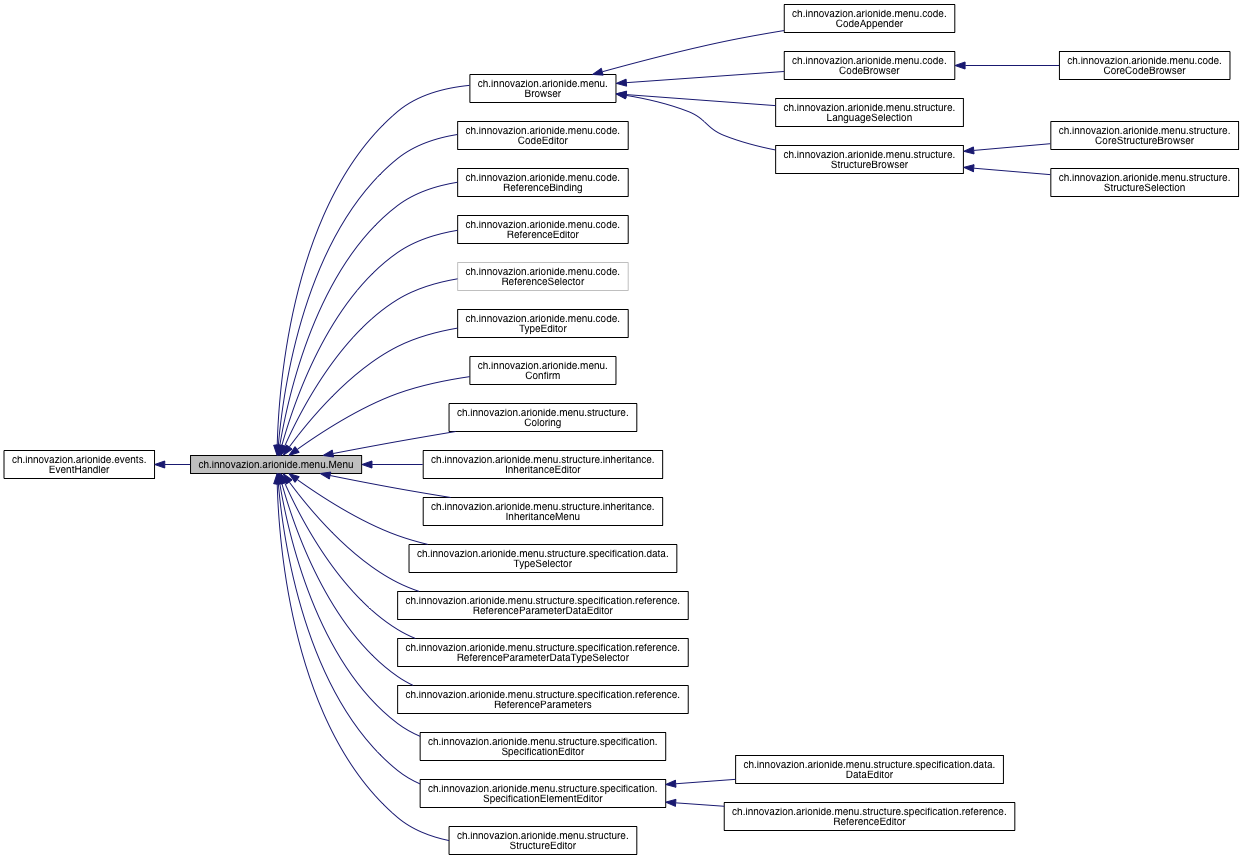 ch.innovazion.arionide.menu.code.
CodeAppender
ch.innovazion.arionide.menu.code.
CodeBrowser
ch.innovazion.arionide.menu.code.
CoreCodeBrowser
ch.innovazion.arionide.menu.
Browser
ch.innovazion.arionide.menu.structure.
LanguageSelection
ch.innovazion.arionide.menu.code.
CodeEditor
ch.innovazion.arionide.menu.structure.
CoreStructureBrowser
ch.innovazion.arionide.menu.structure.
StructureBrowser
ch.innovazion.arionide.menu.code.
ReferenceBinding
ch.innovazion.arionide.menu.structure.
StructureSelection
ch.innovazion.arionide.menu.code.
ReferenceEditor
ch.innovazion.arionide.menu.code.
ReferenceSelector
ch.innovazion.arionide.menu.code.
TypeEditor
ch.innovazion.arionide.menu.
Confirm
ch.innovazion.arionide.menu.structure.
Coloring
ch.innovazion.arionide.events.
EventHandler
ch.innovazion.arionide.menu.Menu
ch.innovazion.arionide.menu.structure.inheritance.
InheritanceEditor
ch.innovazion.arionide.menu.structure.inheritance.
InheritanceMenu
ch.innovazion.arionide.menu.structure.specification.data.
TypeSelector
ch.innovazion.arionide.menu.structure.specification.reference.
ReferenceParameterDataEditor
ch.innovazion.arionide.menu.structure.specification.reference.
ReferenceParameterDataTypeSelector
ch.innovazion.arionide.menu.structure.specification.reference.
ReferenceParameters
ch.innovazion.arionide.menu.structure.specification.
SpecificationEditor
ch.innovazion.arionide.menu.structure.specification.data.
DataEditor
ch.innovazion.arionide.menu.structure.specification.
SpecificationElementEditor
ch.innovazion.arionide.menu.structure.specification.reference.
ReferenceEditor
ch.innovazion.arionide.menu.structure.
StructureEditor